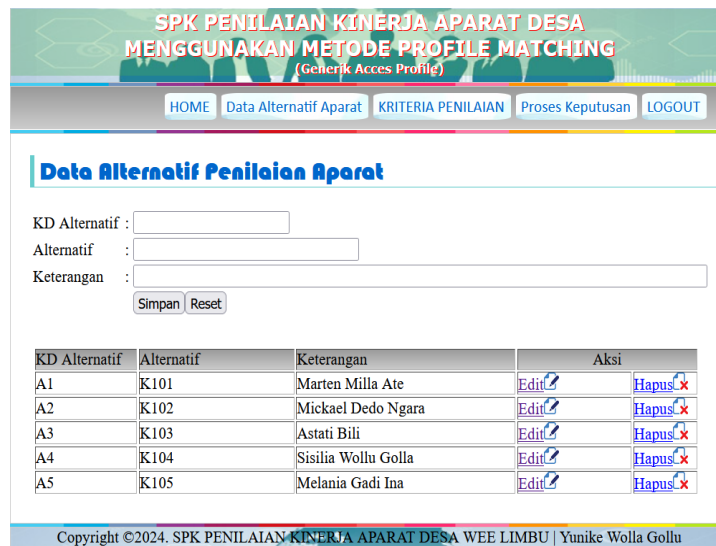 SPK PENILAIAN KINERJA APARAT DESA
MENGGUNAKAN METODE PROFILE MATCHING
(Generik Acces Profile)
HOME Data Alternatif Aparat KRITERIA PENILAIAN Proses Keputusan LOGOUT
Data Alternatif Penilaian Aparat
KD Alternatif :
Alternatif :
Keterangan :
Simpan Reset
KD Alternatif Alternatif Keterangan Aksi
A1 K101 Marten Milla Ate Edit Hapus
A2 K102 Mickael Dedo Ngara Edit Hapus
A3 K103 Astati Bili Edit Hapus
A4 K104 Sisilia Wollu Golla Edit Hapus
A5 K105 Melania Gadi Ina Edit Hapus
Copyright ©2024. SPK PENILAIAN KINERJA APARAT DESA WEE LIMBU | Yunike Wolla Gollu